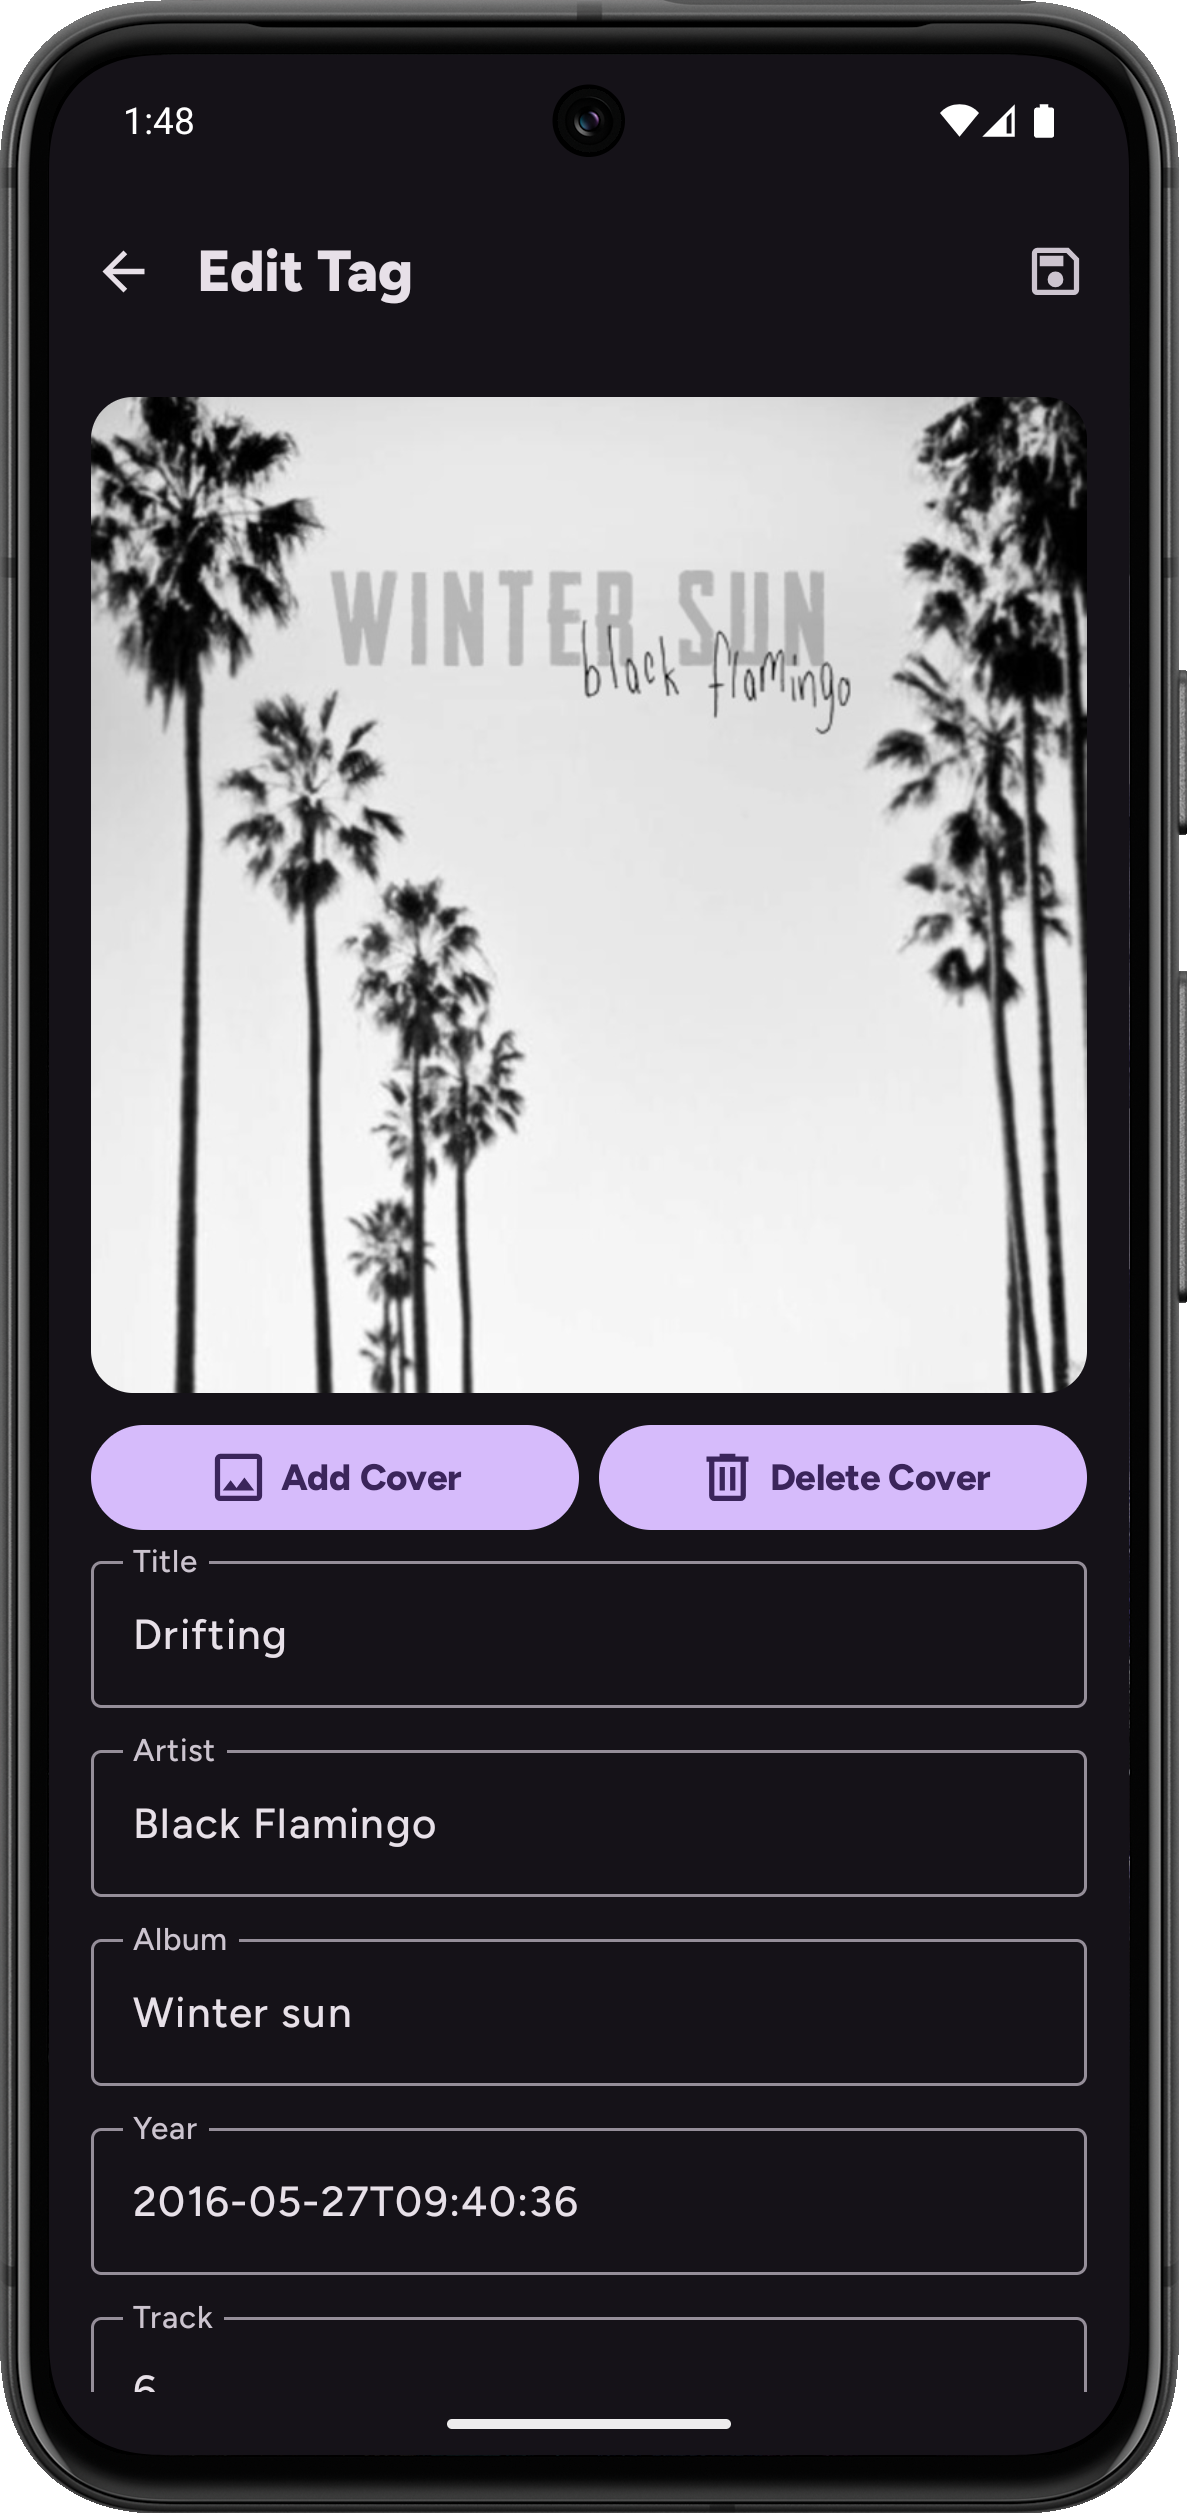 1:48
Edit Tag
WINTER SUN
black flamingo
Add Cover
Delete Cover
Title
Drifting
Artist
Black Flamingo
Album
Winter sun
Year
2016-05-27T09:40:36
Track
6